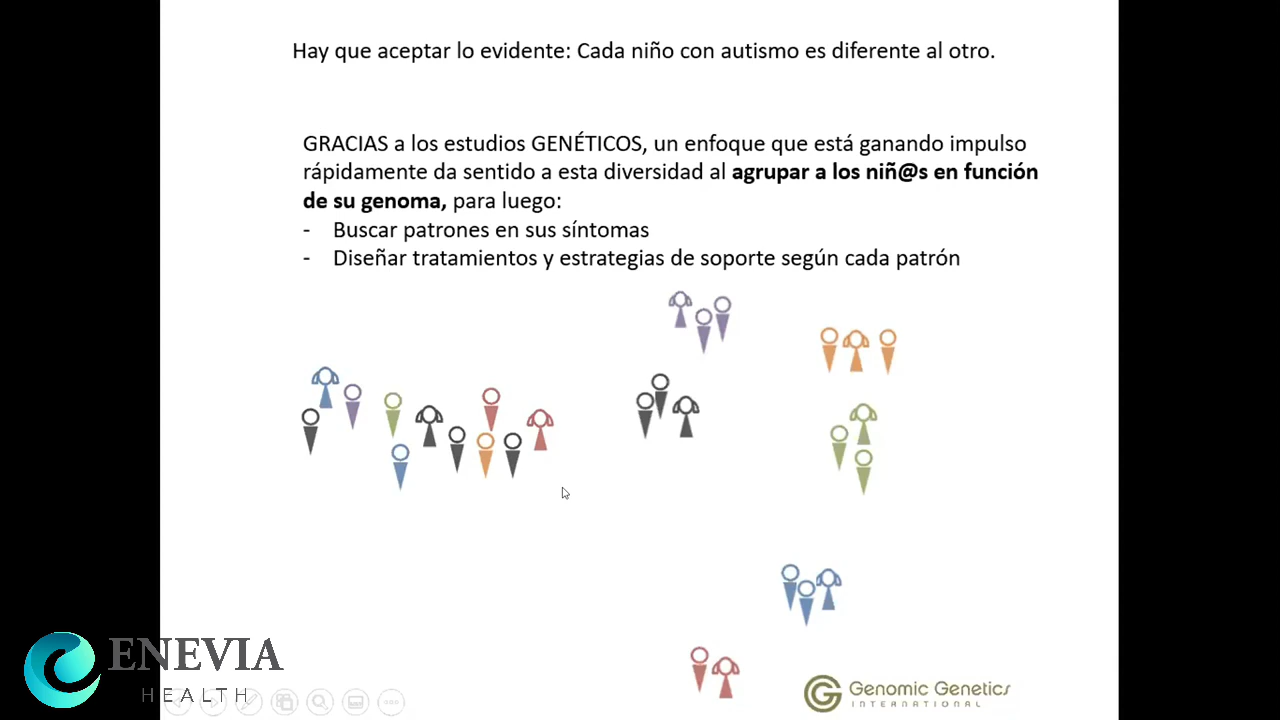 Hay que aceptar lo evidente: Cada niño con autismo es diferente al otro.
GRACIAS a los estudios GENÉTICOS, un enfoque que está ganando impulso
rápidamente da sentido a esta diversidad al agrupar a los niñ@s en función
de su genoma, para luego:
- Buscar patrones en sus síntomas
- Diseñar tratamientos y estrategias de soporte según cada patrón
ENEVIA
HEALTH
Genomic Genetics
INTERNATIONAL